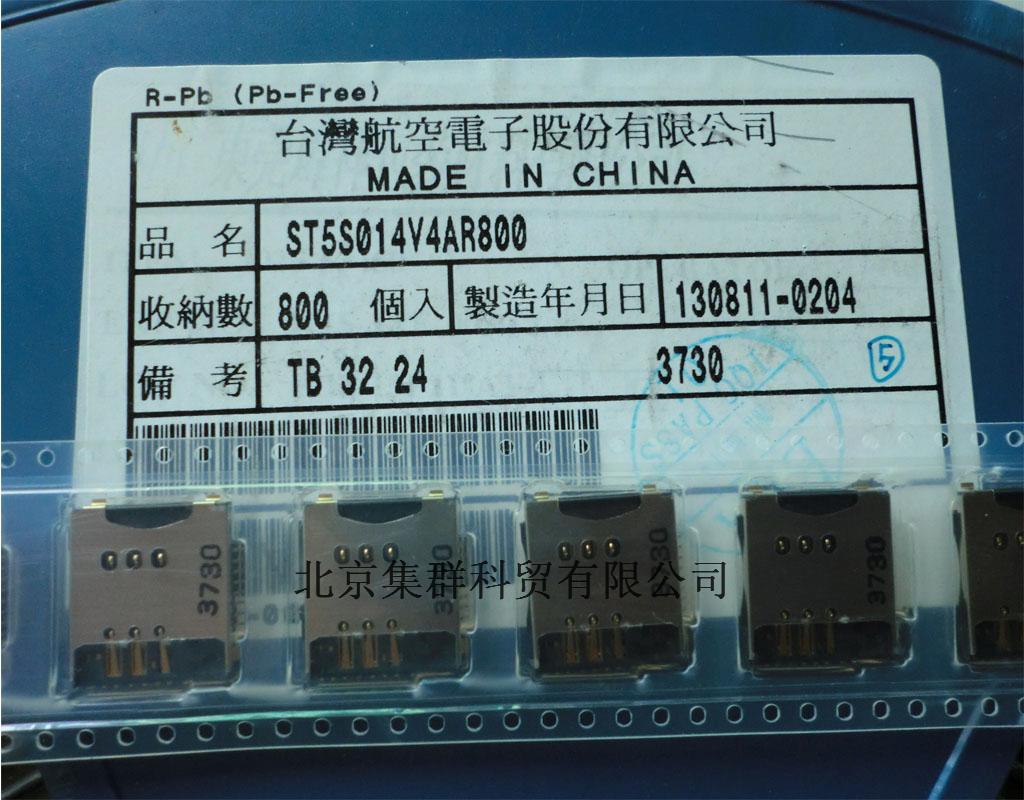 R-Pb (Pb-Free)
台灣航空電子股份有限公司
MADE IN CHINA
品 名 ST5S014V4AR800
收納數 800 個入 製造年月日 130811-0204
備 考 TB 32 24 3730 5
PASS
3730 3730 3730 3730
北京集群科贸有限公司